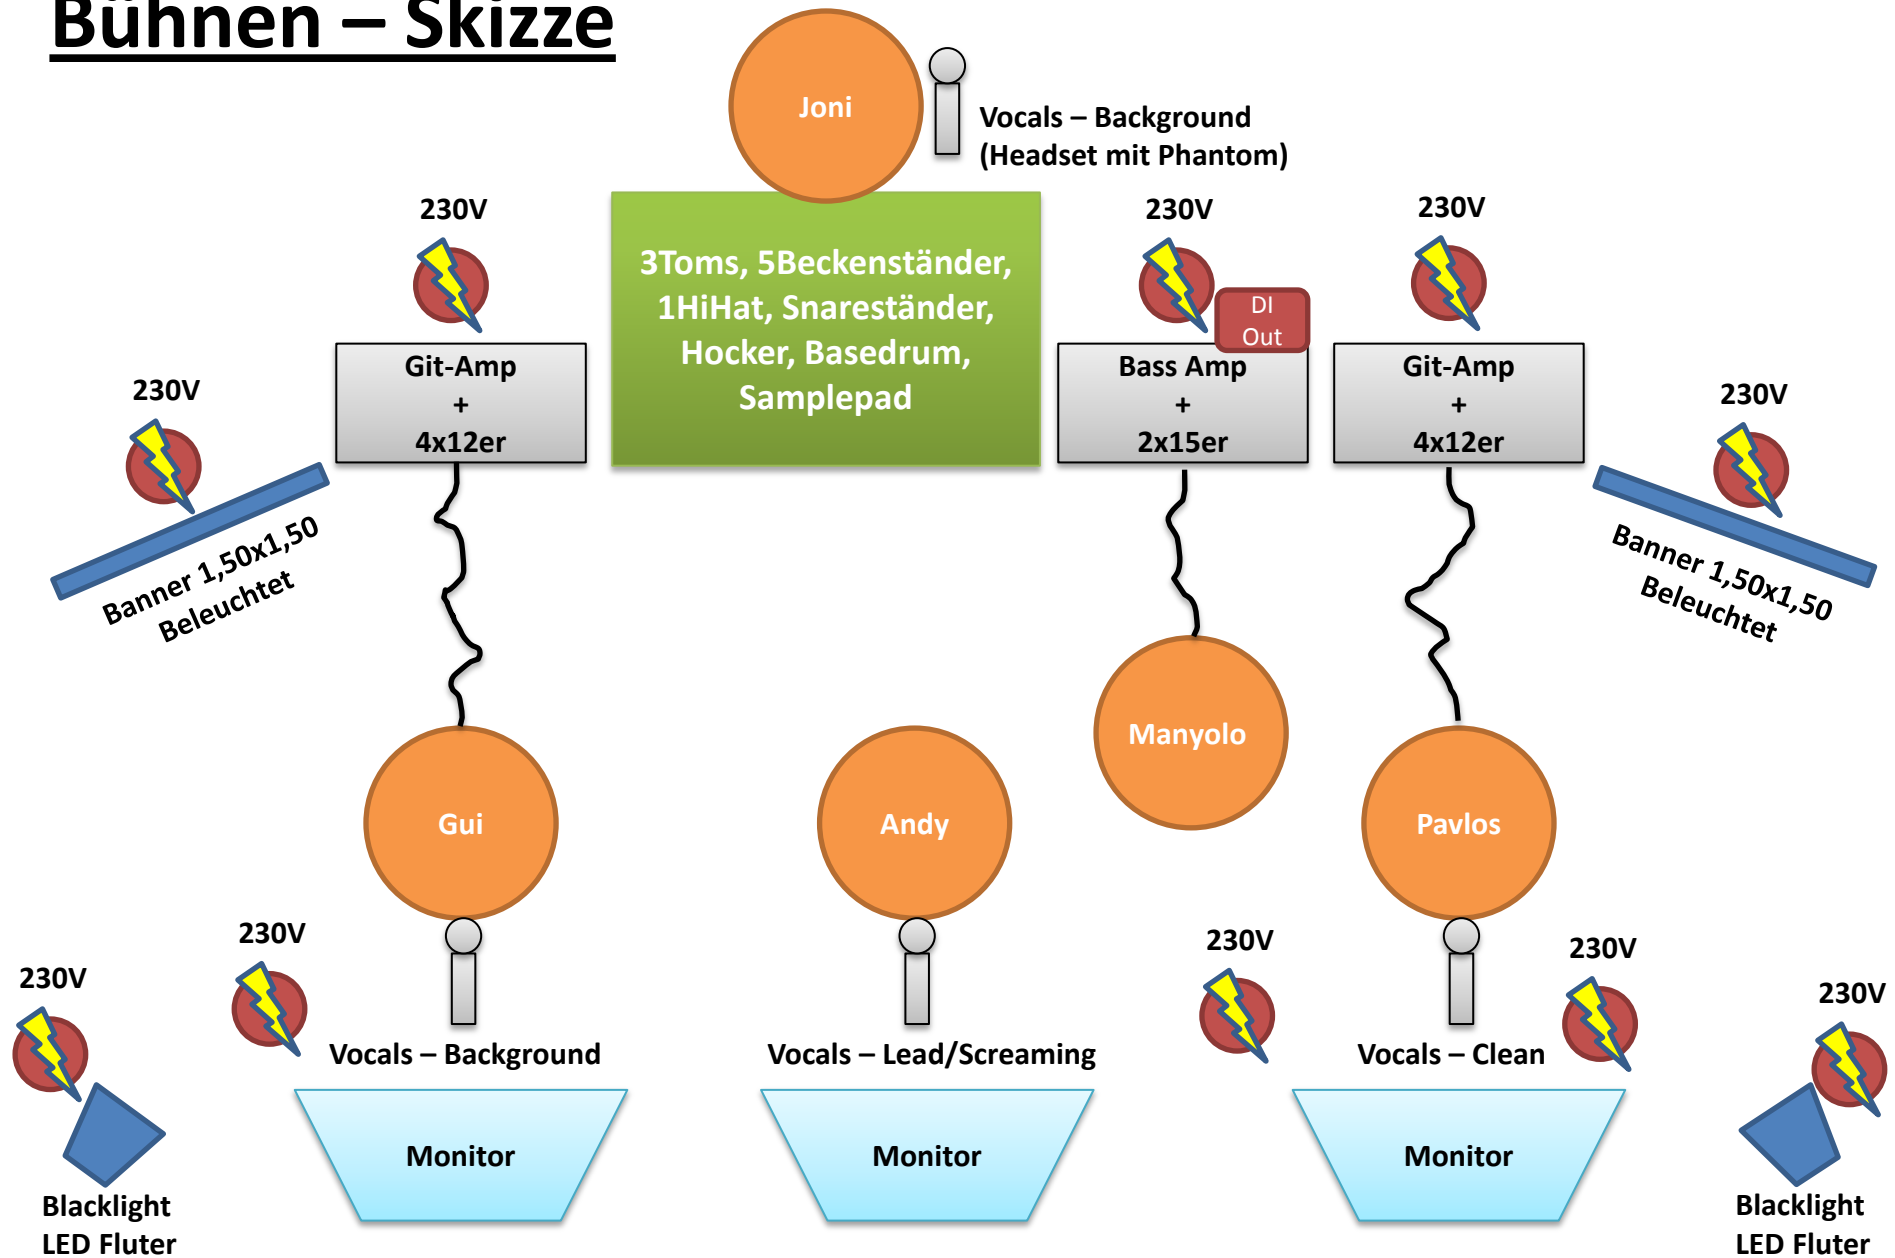 Bühnen – Skizze
Joni
Vocals – Background
(Headset mit Phantom)
230V
230V
230V
3Toms, 5Beckenständer,
1HiHat, Snareständer,
Hocker, Basedrum,
Samplepad
DI
Out
Git-Amp
+
4x12er
Bass Amp
+
2x15er
Git-Amp
+
4x12er
230V
230V
Banner 1,50x1,50
Beleuchtet
Banner 1,50x1,50
Beleuchtet
Manyolo
Gui
Andy
Pavlos
230V
230V
230V
230V
230V
Vocals – Background
Vocals – Lead/Screaming
Vocals – Clean
Monitor
Monitor
Monitor
Blacklight
LED Fluter
Blacklight
LED Fluter